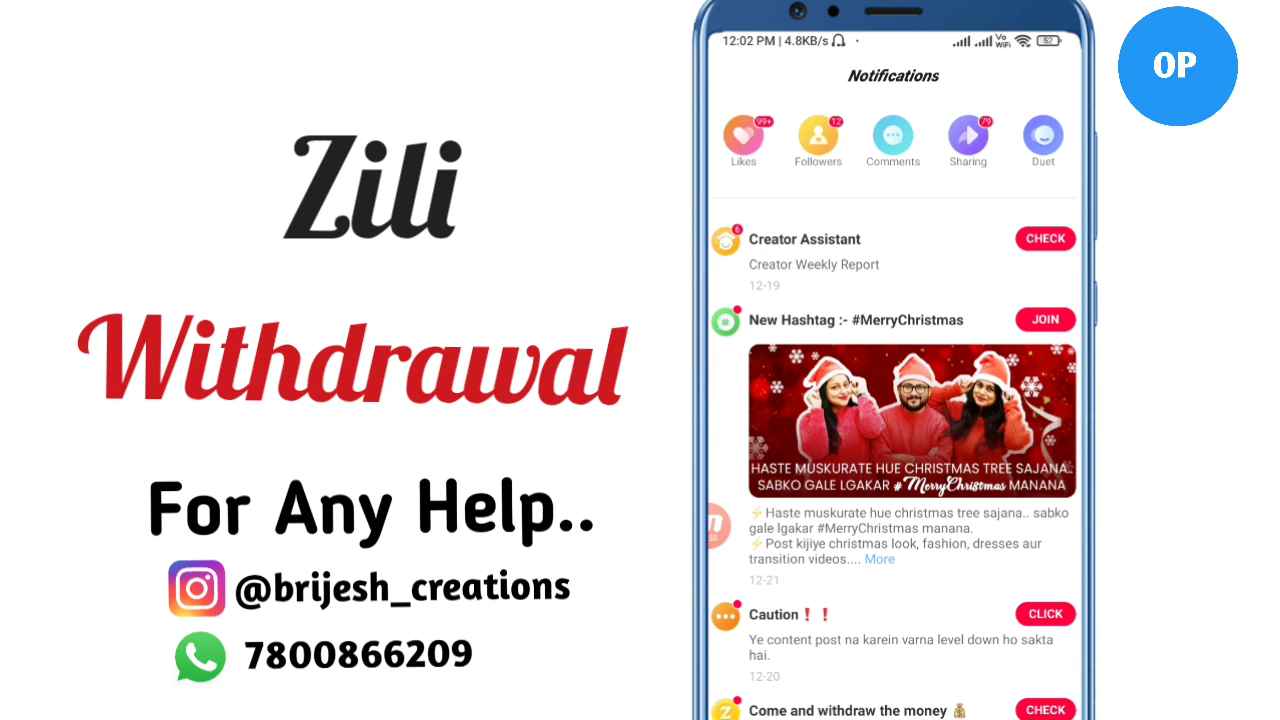 Zili
Withdrawal
For Any Help..
@brijesh_creations
7800866209
OP
12:02 PM | 4.8KB/s
Vo
WiFi
52
Notifications
99+
12
79
Likes
Followers
Comments
Sharing
Duet
6
Creator Assistant
CHECK
Creator Weekly Report
12-19
#
New Hashtag :- #MerryChristmas
JOIN
HASTE MUSKURATE HUE CHRISTMAS TREE SAJANA..
SABKO GALE LGAKAR #MerryChristmas MANANA
⚡Haste muskurate hue christmas tree sajana.. sabko
gale lgakar #MerryChristmas manana.
⚡Post kijiye christmas look, fashion, dresses aur
transition videos.... More
12-21
Caution❗❗
CLICK
Ye content post na karein varna level down ho sakta
hai.
12-20
Z
Come and withdraw the money 💰
CHECK